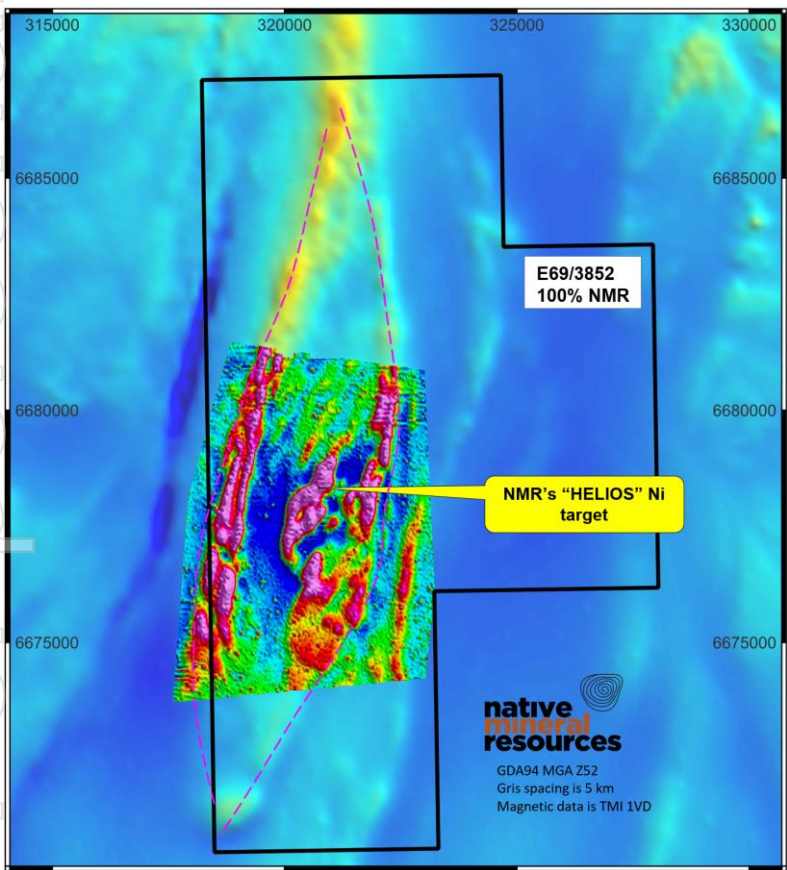 315000 320000 325000 330000
6685000 6685000
E69/3852
100% NMR
6680000 6680000
NMR's “HELIOS” Ni
target
6675000 6675000
native
mineral
resources
GDA94 MGA Z52
Gris spacing is 5 km
Magnetic data is TMI 1VD